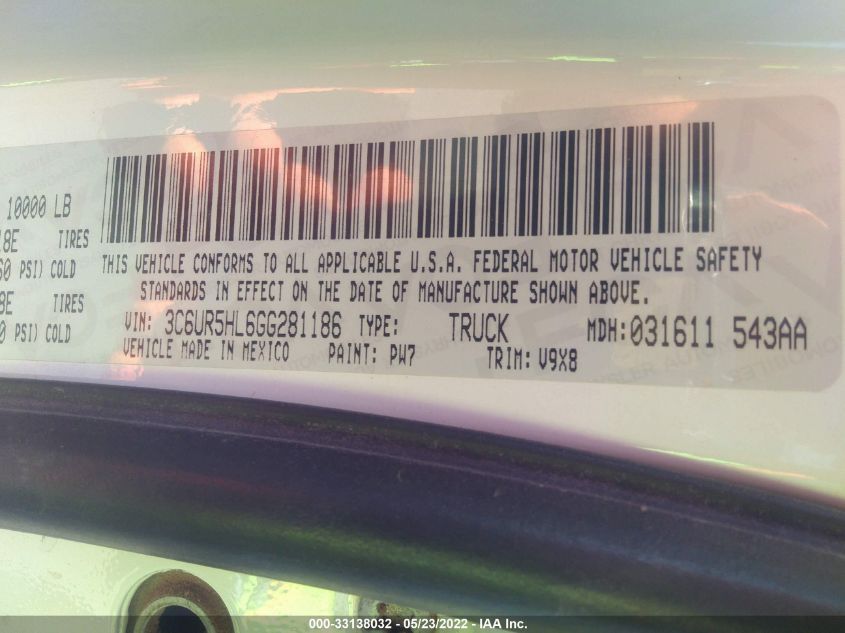 10000 LB
18E TIRES
60 PSI) COLD
8E TIRES
0 PSI) COLD
THIS VEHICLE CONFORMS TO ALL APPLICABLE U.S.A. FEDERAL MOTOR VEHICLE SAFETY
STANDARDS IN EFFECT ON THE DATE OF MANUFACTURE SHOWN ABOVE.
VIN: 3C6UR5HL6GG281186 TYPE: TRUCK MDH:031611 543AA
VEHICLE MADE IN MEXICO PAINT: PW7 TRIM: V9X8
000-33138032 - 05/23/2022 - IAA Inc.